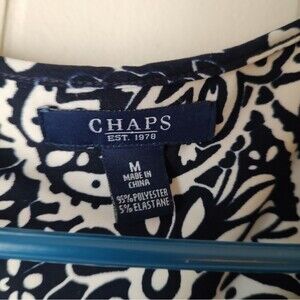 CHAPS
EST. 1978
M
MADE IN
CHINA
95% POLYESTER
5% ELASTANE